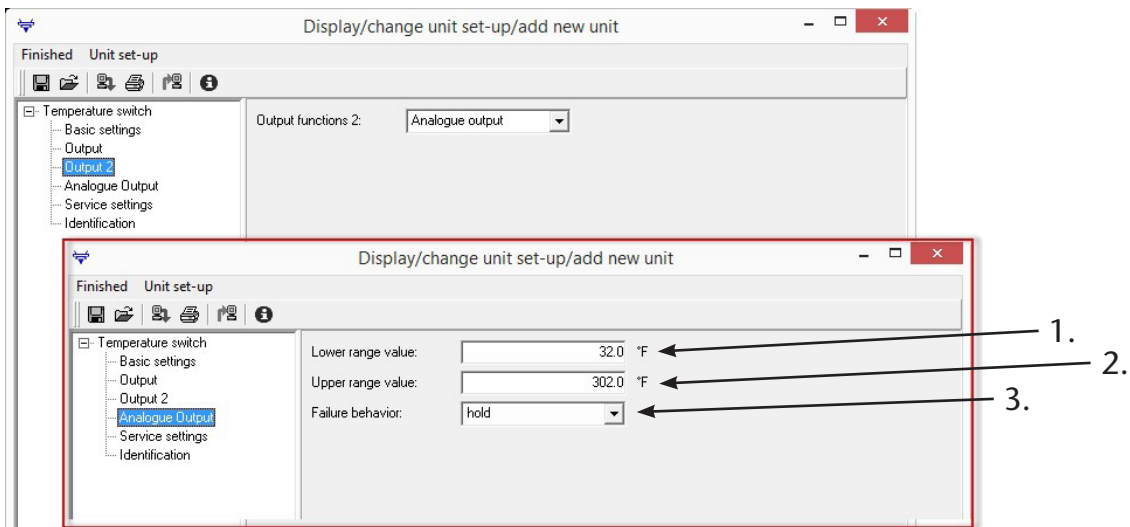 Display/change unit set-up/add new unit
Finished Unit set-up
Temperature switch
Basic settings
Output
Output 2
Analogue Output
Service settings
Identification
Output functions 2: Analogue output
Display/change unit set-up/add new unit
Finished Unit set-up
Temperature switch
Basic settings
Output
Output 2
Analogue Output
Service settings
Identification
Lower range value: 32.0 °F
Upper range value: 302.0 °F
Failure behavior: hold
1.
2.
3.